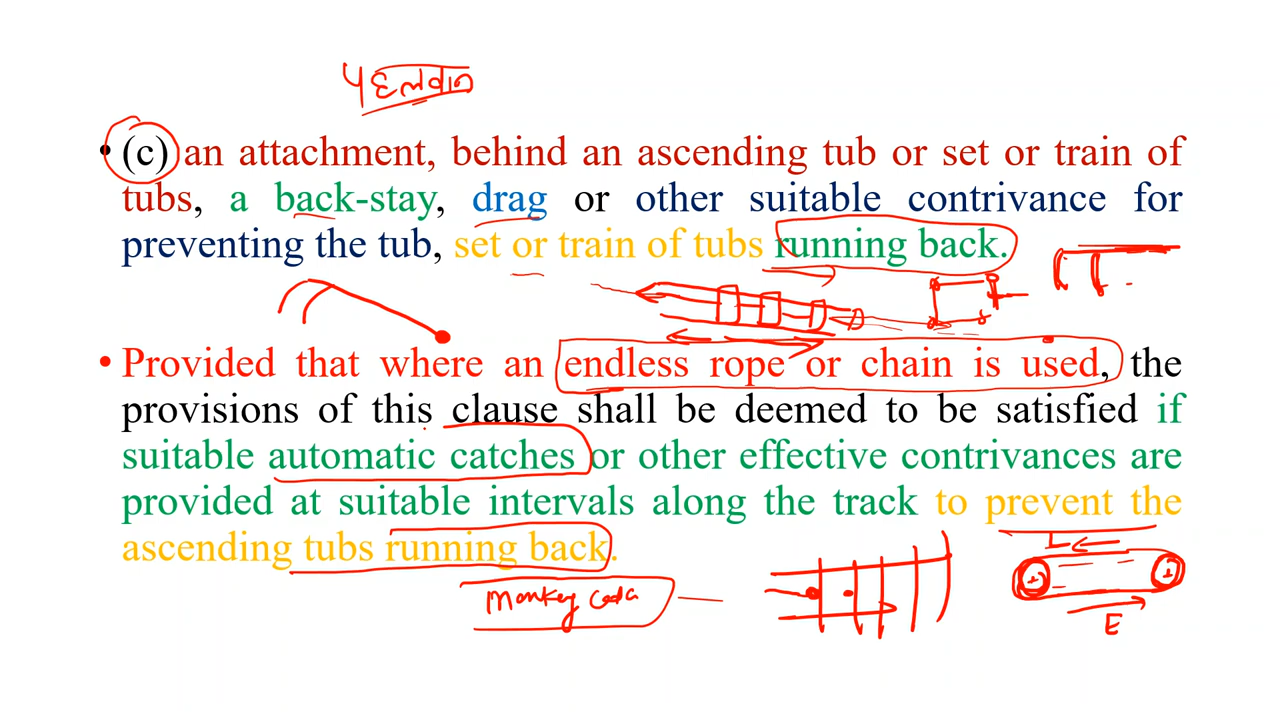 पहलवान
• (c) an attachment, behind an ascending tub or set or train of
tubs, a back-stay, drag or other suitable contrivance for
preventing the tub, set or train of tubs running back.
• Provided that where an endless rope or chain is used, the
provisions of this clause shall be deemed to be satisfied if
suitable automatic catches or other effective contrivances are
provided at suitable intervals along the track to prevent the
ascending tubs running back.
Monkey
E